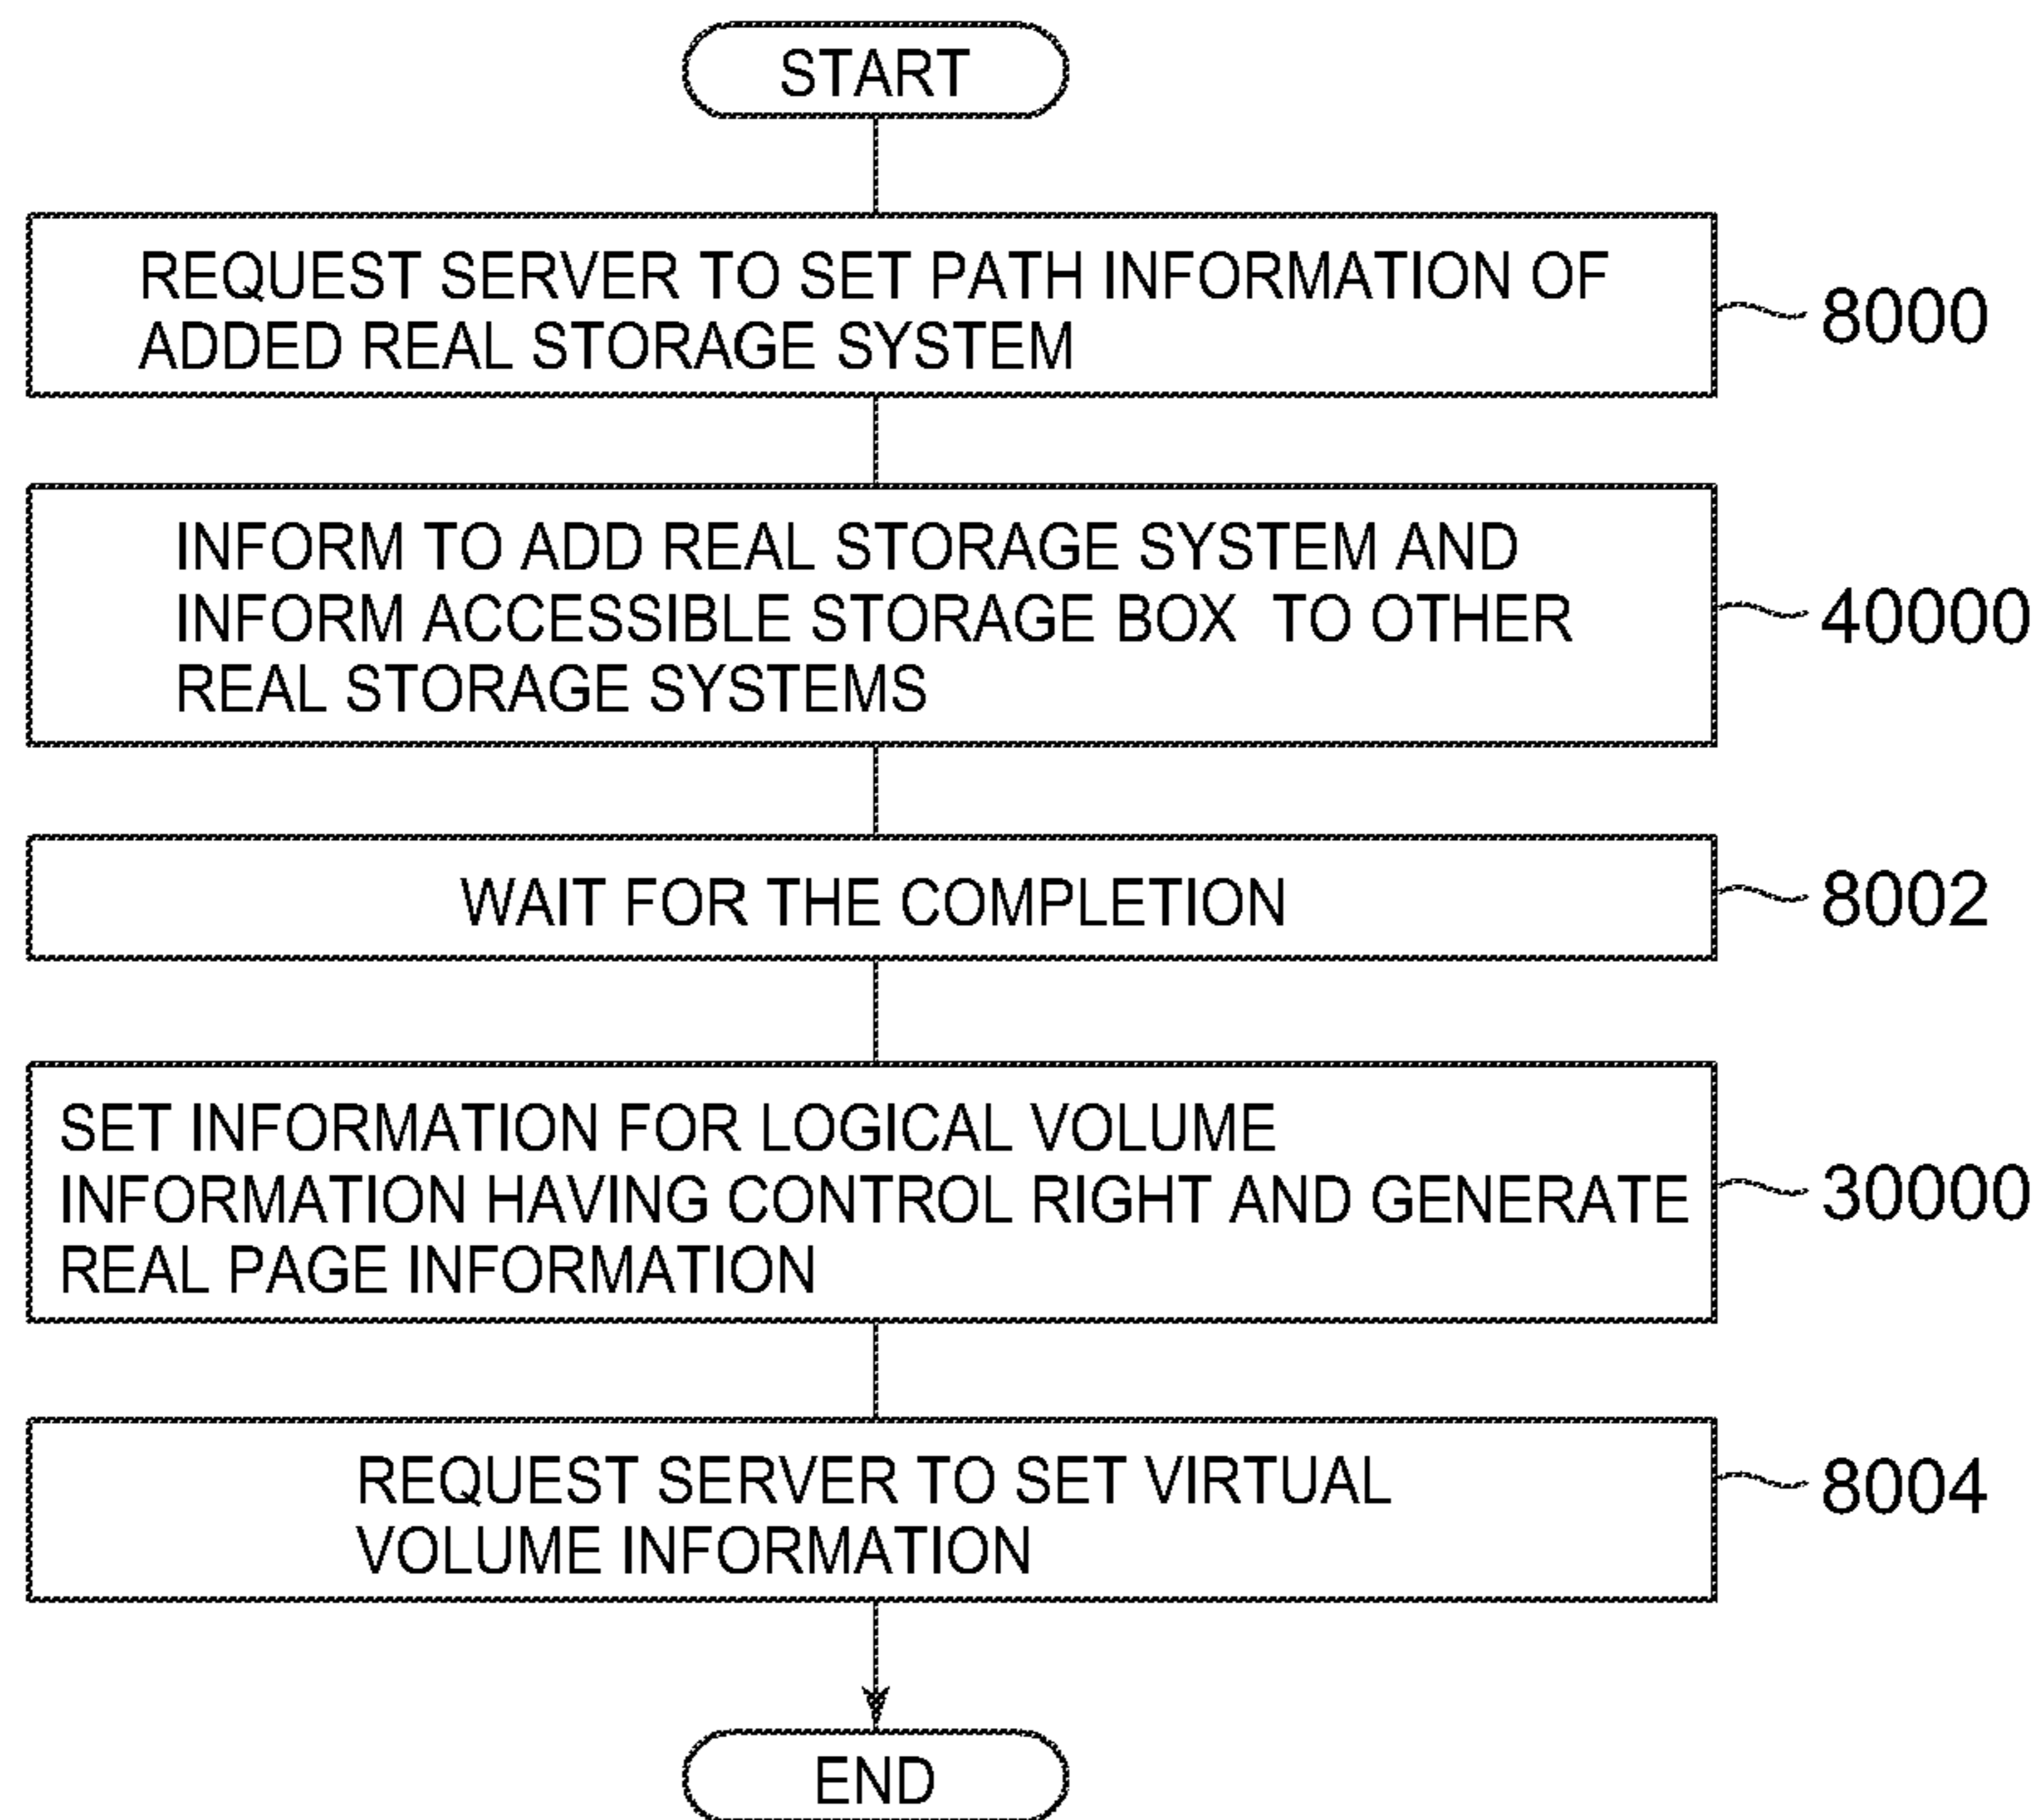 START
REQUEST SERVER TO SET PATH INFORMATION OF
ADDED REAL STORAGE SYSTEM
8000
INFORM TO ADD REAL STORAGE SYSTEM AND
INFORM ACCESSIBLE STORAGE BOX TO OTHER
REAL STORAGE SYSTEMS
40000
WAIT FOR THE COMPLETION
8002
SET INFORMATION FOR LOGICAL VOLUME
INFORMATION HAVING CONTROL RIGHT AND GENERATE
REAL PAGE INFORMATION
30000
REQUEST SERVER TO SET VIRTUAL
VOLUME INFORMATION
8004
END